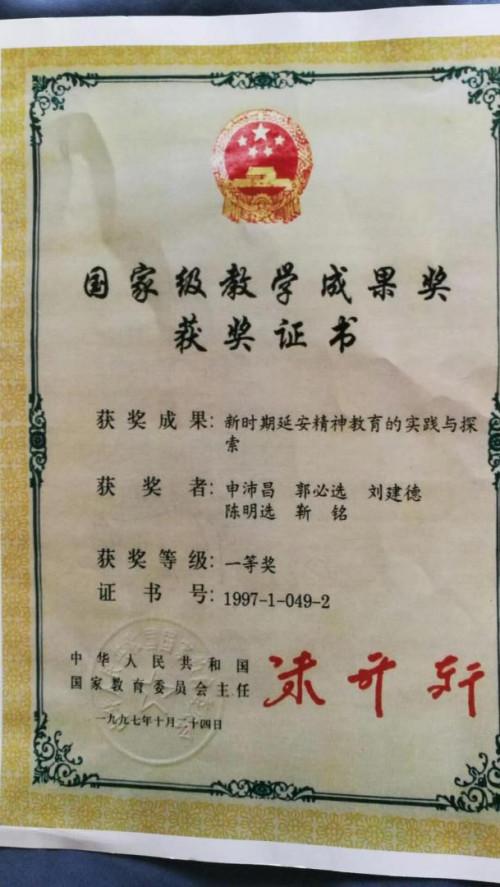 国家级教学成果奖
获奖证书
获奖成果：新时期延安精神教育的实践与探
索
获奖者：申沛昌 郭必选 刘建德
陈明选 靳铭
获奖等级：一等奖
证书号：1997-1-049-2
中华人民共和国
国家教育委员会主任
朱开轩
一九九七年十月二十四日